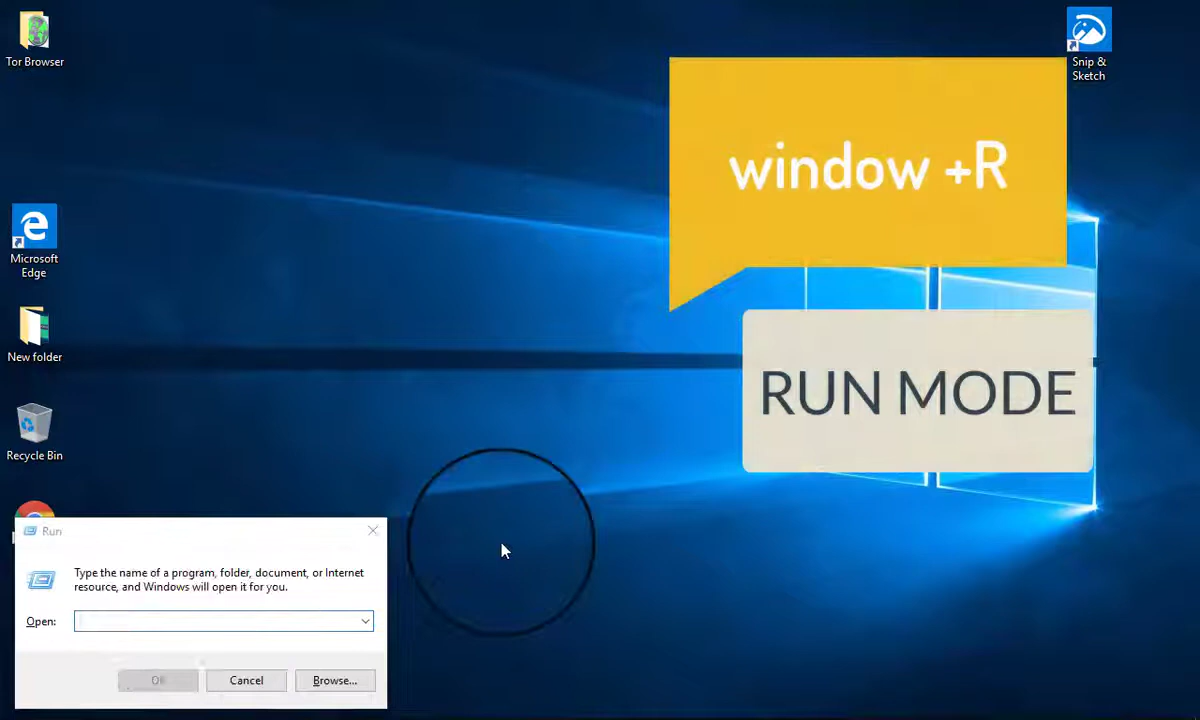 Tor Browser
Snip &
Sketch
window +R
Microsoft
Edge
New folder
RUN MODE
Recycle Bin
Run
Type the name of a program, folder, document, or Internet
resource, and Windows will open it for you.
Open:
OK
Cancel
Browse...